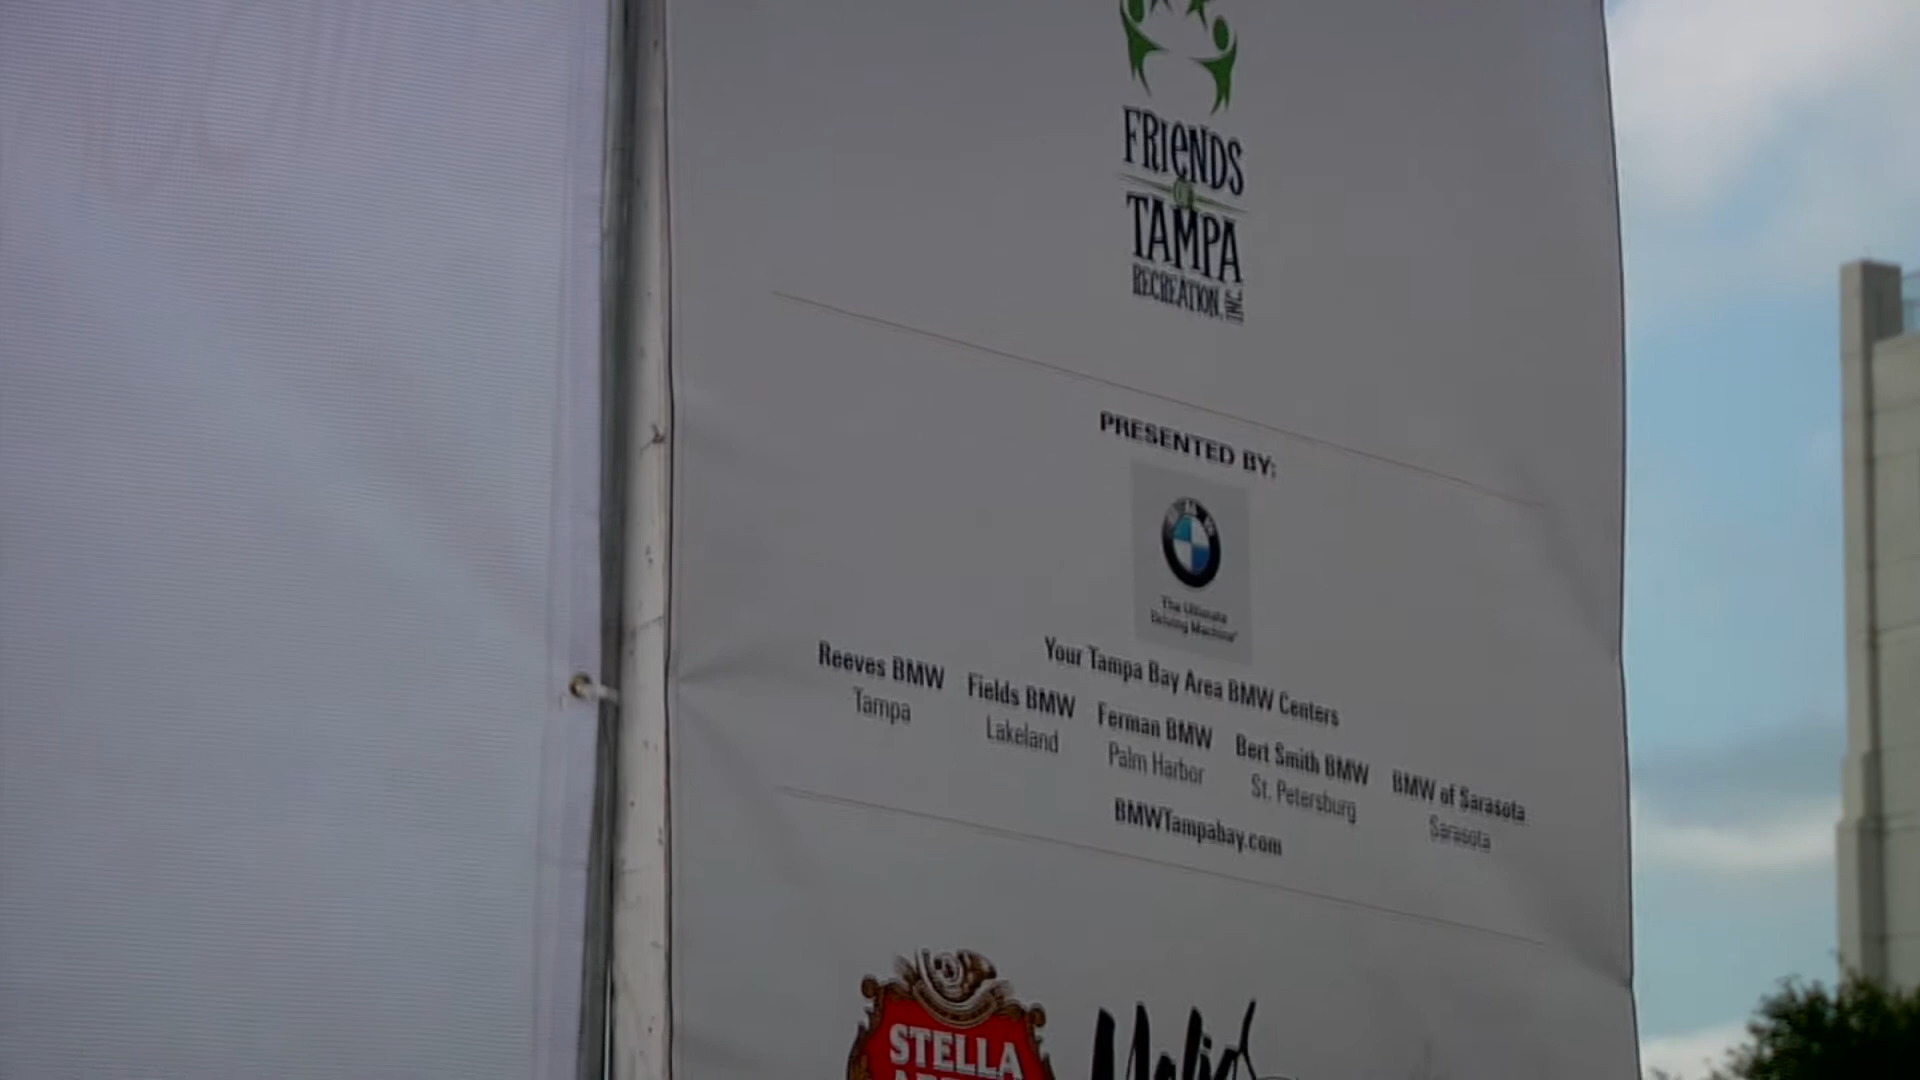 FRIENDS
OF
TAMPA
RECREATION, INC.
PRESENTED BY:
BMW
The Ultimate
Driving Machine®
Your Tampa Bay Area BMW Centers
Reeves BMW Fields BMW Ferman BMW Bert Smith BMW BMW of Sarasota
Tampa Lakeland Palm Harbor St. Petersburg Sarasota
BMWTampabay.com
STELLA